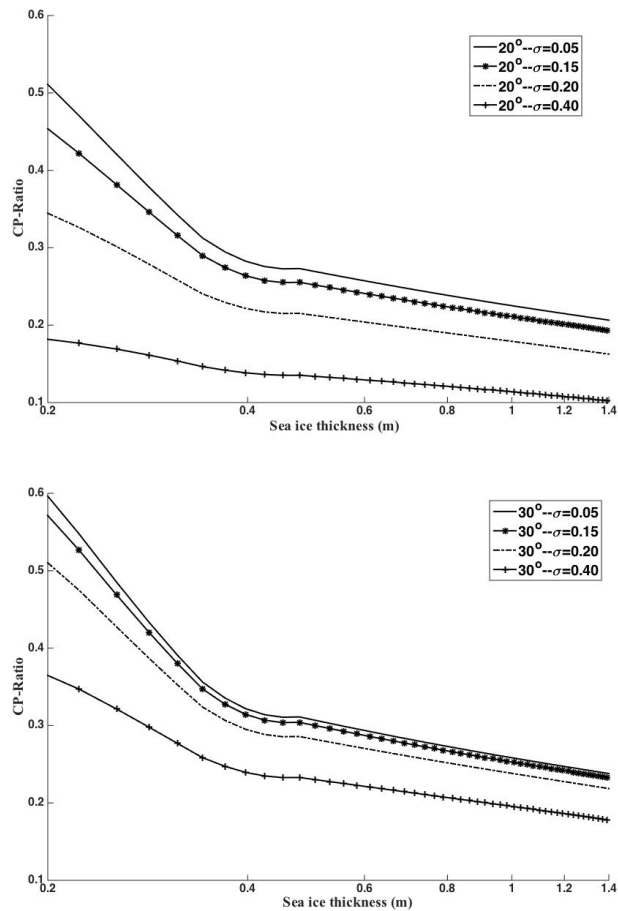 0.6
20°--σ=0.05
20°--σ=0.15
20°--σ=0.20
20°--σ=0.40
0.5
0.4
CP-Ratio
0.3
0.2
0.1
0.2 0.4 0.6 0.8 1 1.2 1.4
Sea ice thickness (m)
0.6
30°--σ=0.05
30°--σ=0.15
30°--σ=0.20
30°--σ=0.40
0.5
0.4
CP-Ratio
0.3
0.2
0.1
0.2 0.4 0.6 0.8 1 1.2 1.4
Sea ice thickness (m)